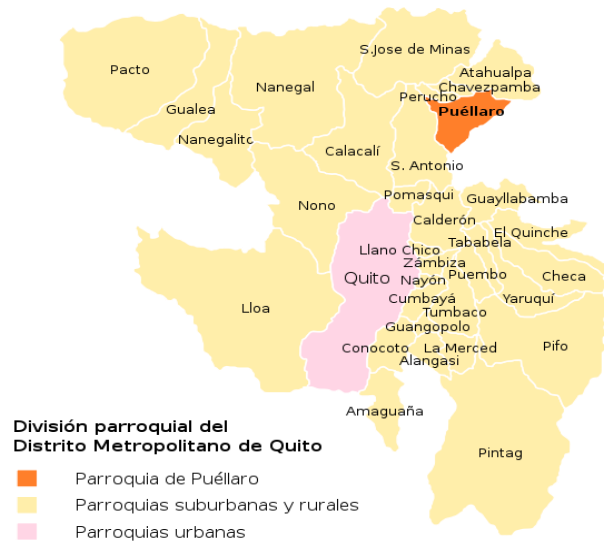 S.Jose de Minas
Pacto
Atahualpa
Nanegal
Chavezpamba
Perucho
Gualea
Puéllaro
Nanegalito
Calacalí
S. Antonio
Pomasqui
Guayllabamba
Nono
Calderón
El Quinche
Tababela
Llano Chico
Zámbiza
Checa
Quito
Nayón
Puembo
Cumbayá
Yaruquí
Lloa
Tumbaco
Guangopolo
Conocoto
La Merced
Pifo
Alangasi
Amaguaña
División parroquial del
Distrito Metropolitano de Quito
Pintag
Parroquia de Puéllaro
Parroquias suburbanas y rurales
Parroquias urbanas